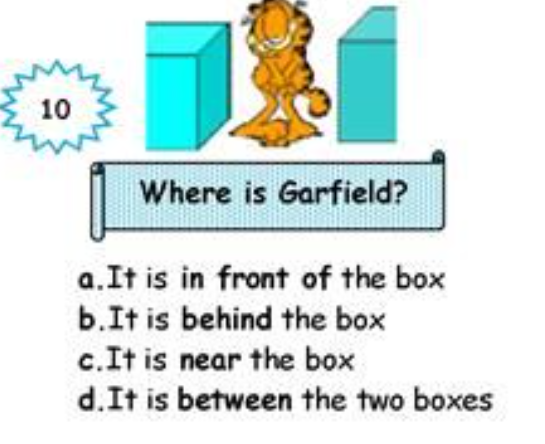 10
Where is Garfield?
a.It is in front of the box
b.It is behind the box
c.It is near the box
d.It is between the two boxes